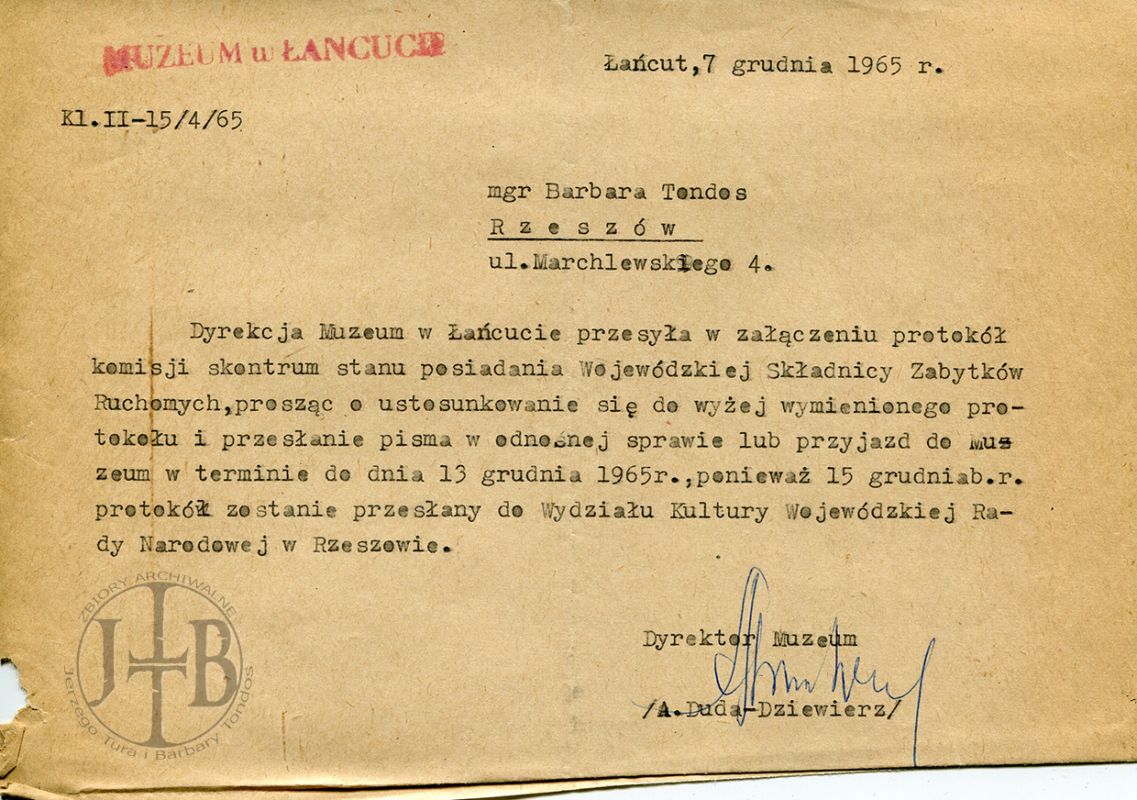 MUZEUM w ŁANCUCIE
Łańcut,7 grudnia 1965 r.
Kl.II-15/4/65
mgr Barbara Tondos
R z e s z ó w
ul.Marchlewskiego 4.
Dyrekcja Muzeum w Łańcucie przesyła w załączeniu protokół
komisji skontrum stanu posiadania Wojewódzkiej Składnicy Zabytków
Ruchomych,prosząc o ustosunkowanie się do wyżej wymienionego pro-
tokołu i przesłanie pisma w odnośnej sprawie lub przyjazd do Mu-
zeum w terminie do dnia 13 grudnia 1965r.,ponieważ 15 grudniab.r.
protokół zostanie przesłany do Wydziału Kultury Wojewódzkiej Ra-
dy Narodowej w Rzeszowie.
Dyrektor Muzeum
/A.Duda-Dziewierz/
ZBIORY ARCHIWALNE
JTB
Jerzego Tura i Barbary Tondos